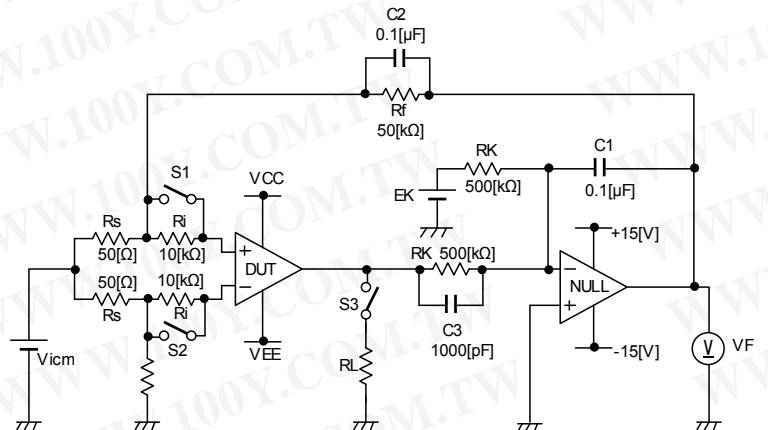 C2
0.1[µF]
Rf
50[kΩ]
RK
500[kΩ]
C1
0.1[µF]
EK
S1
VCC
Rs
50[Ω]
Ri
10[kΩ]
+
DUT
−
50[Ω]
Rs
10[kΩ]
Ri
S2
VEE
Vicm
S3
RL
RK 500[kΩ]
C3
1000[pF]
+15[V]
−
NULL
+
-15[V]
V
VF
WWW.100Y.COM.TW